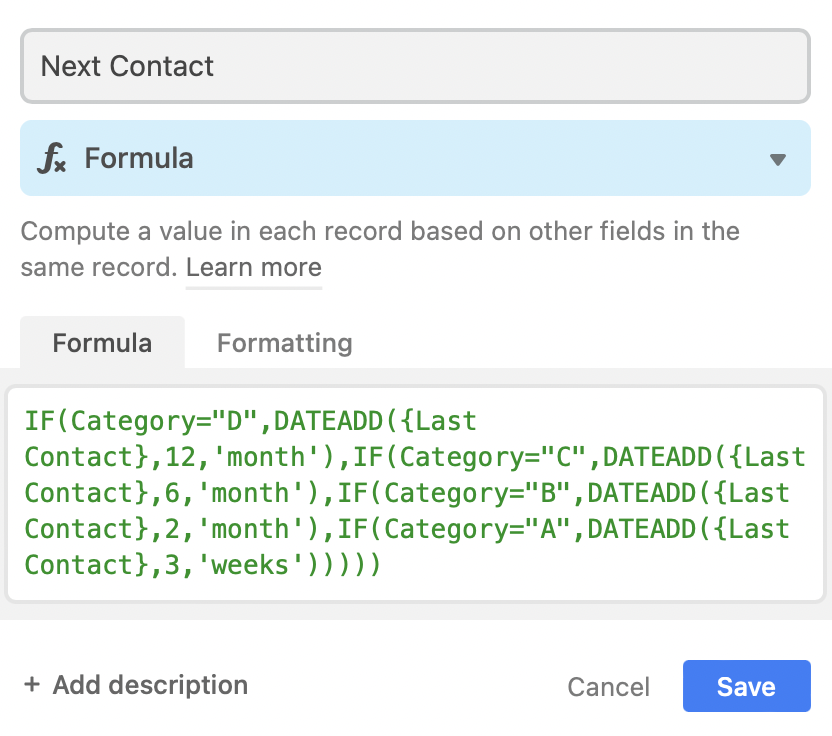 Next Contact
fx Formula
Compute a value in each record based on other fields in the
same record. Learn more
Formula Formatting
IF(Category="D",DATEADD({Last
Contact},12,'month'),IF(Category="C",DATEADD({Last
Contact},6,'month'),IF(Category="B",DATEADD({Last
Contact},2,'month'),IF(Category="A",DATEADD({Last
Contact},3,'weeks')))))
+ Add description Cancel Save